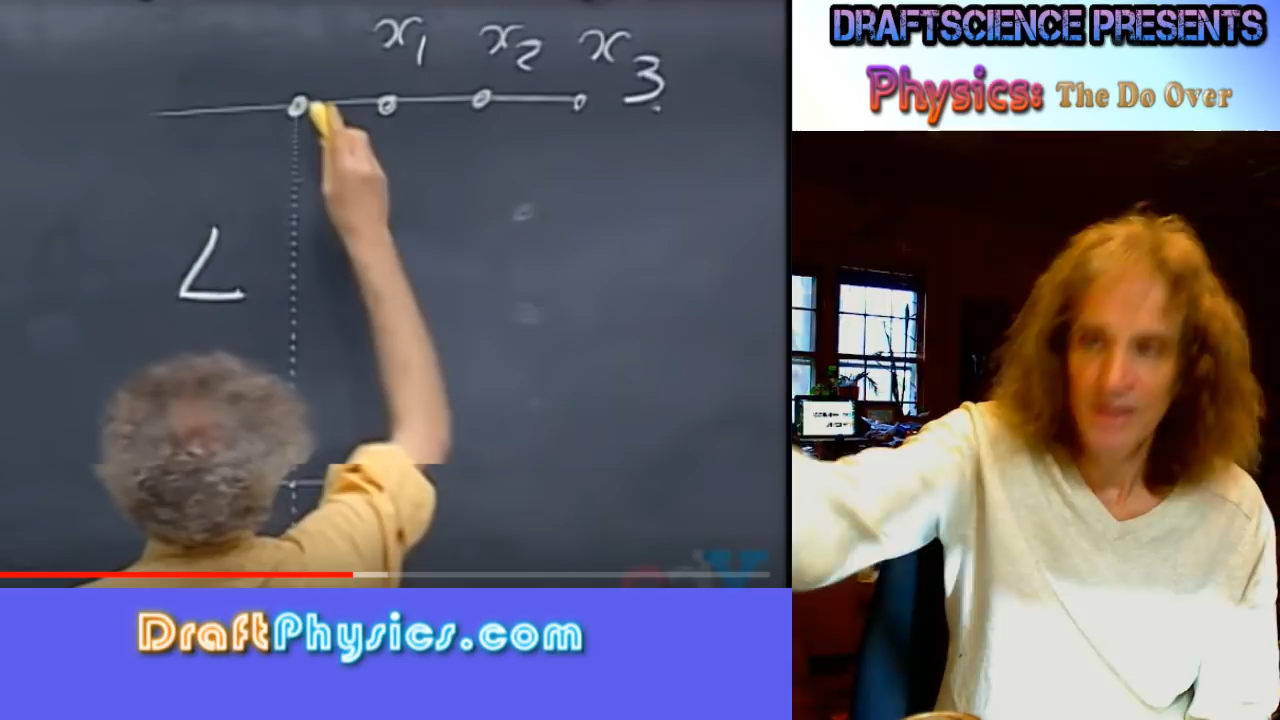 x₁ x₂ x₃
L
DRAFTSCIENCE PRESENTS
Physics: The Do Over
DraftPhysics.com